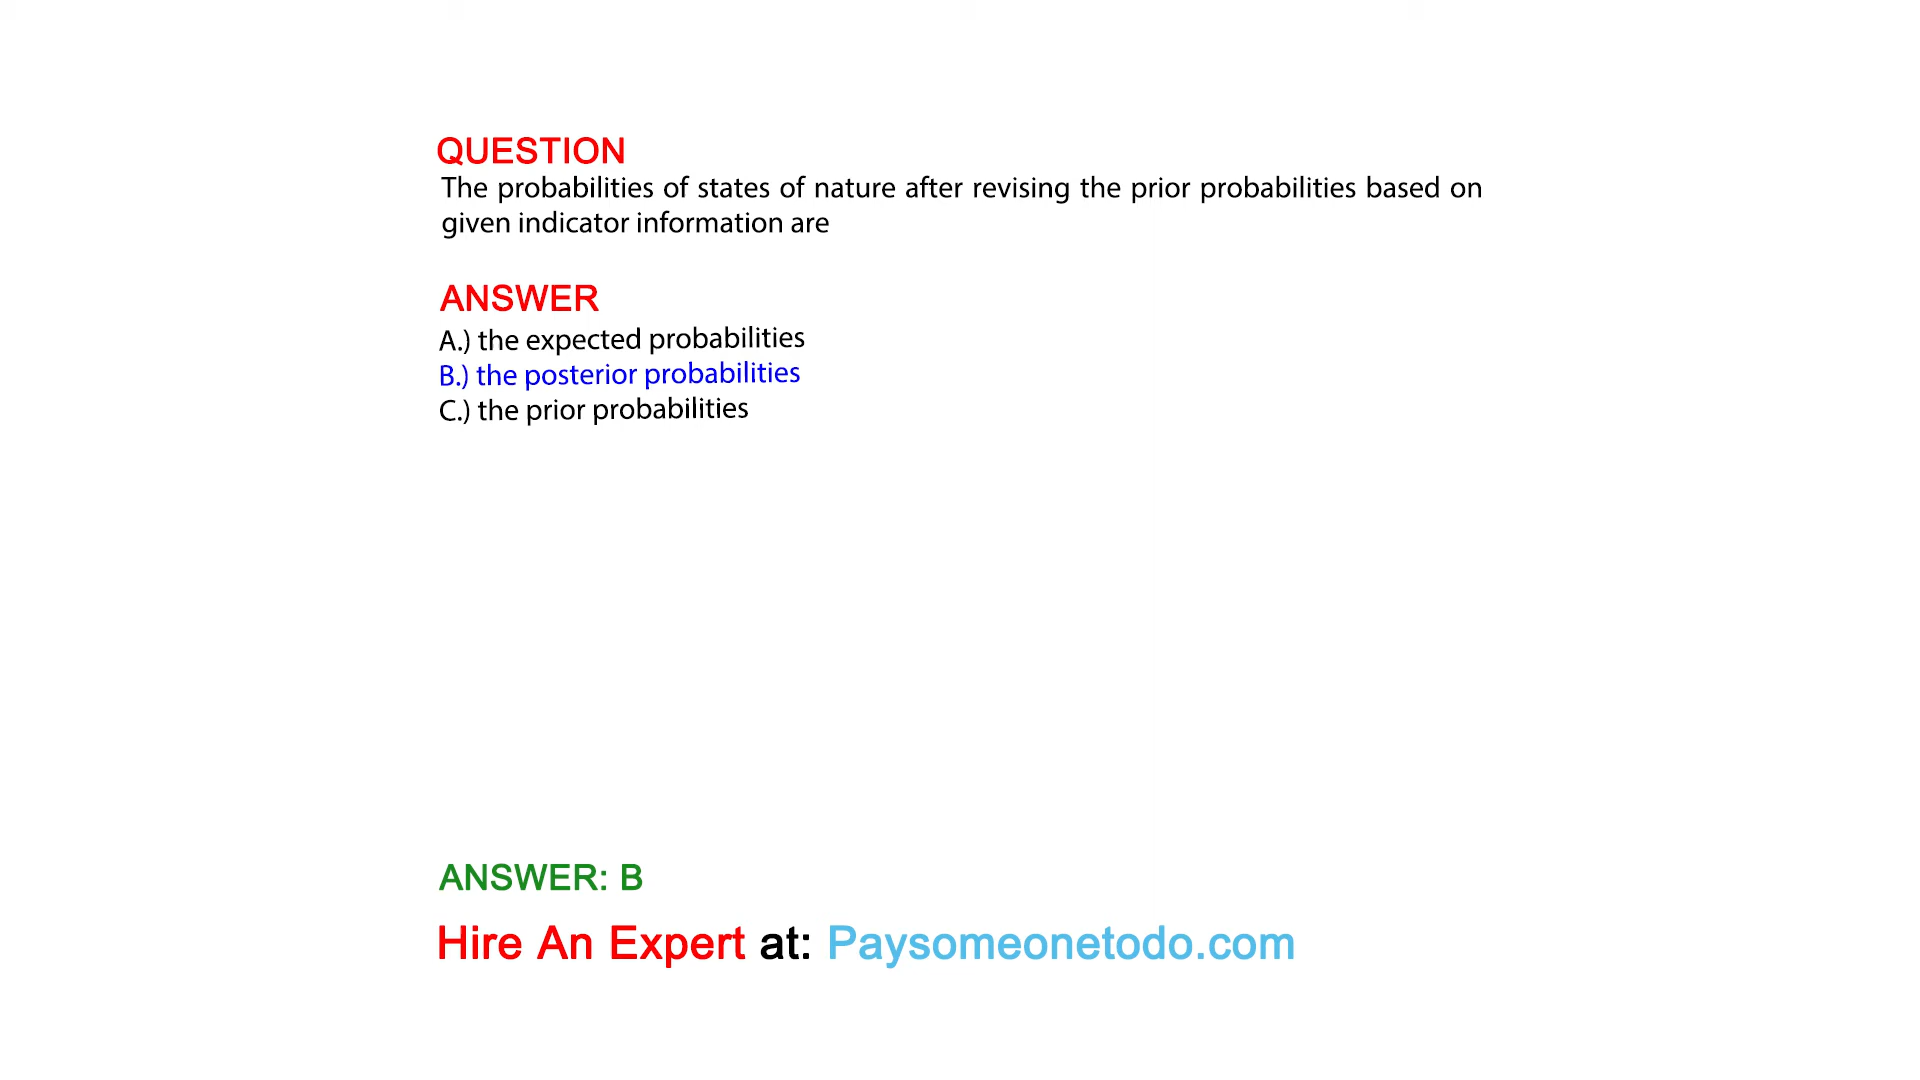 QUESTION
The probabilities of states of nature after revising the prior probabilities based on
given indicator information are
ANSWER
A.) the expected probabilities
B.) the posterior probabilities
C.) the prior probabilities
ANSWER: B
Hire An Expert at: Paysomeonetodo.com